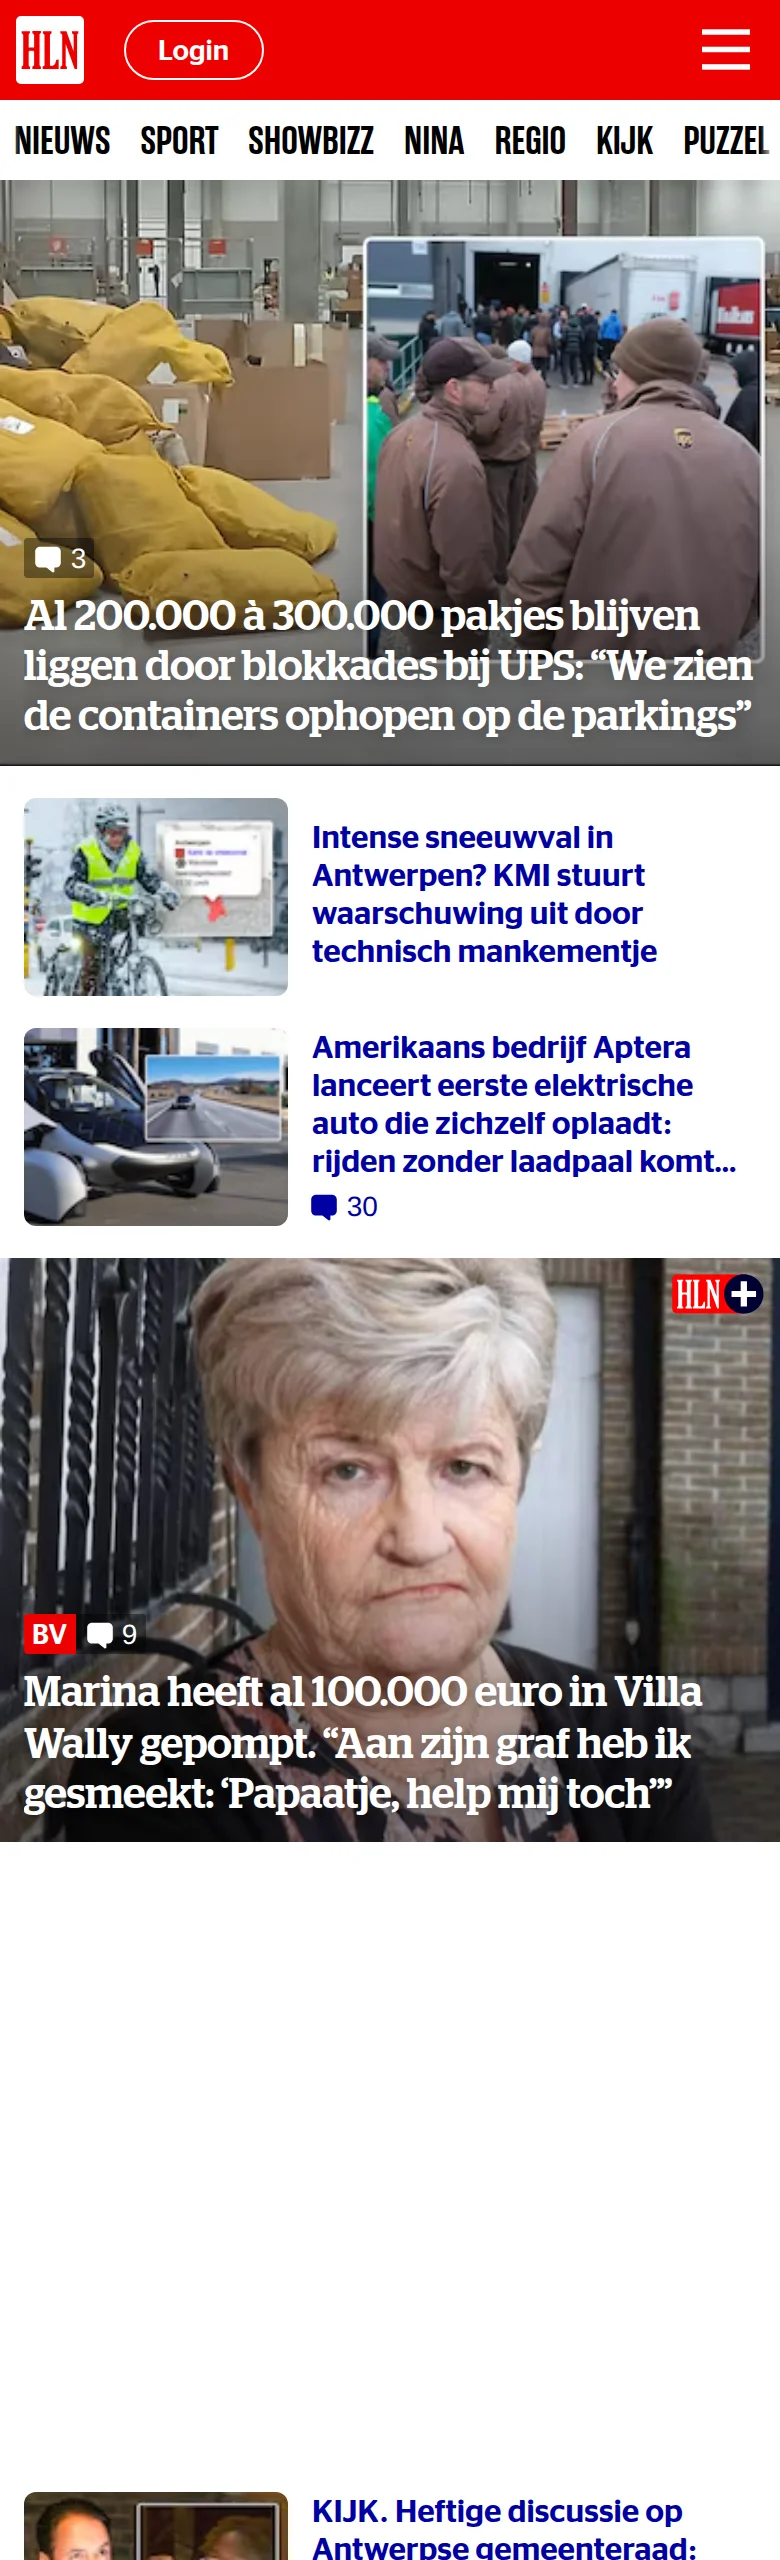 HLN
Login
NIEUWS SPORT SHOWBIZZ NINA REGIO KIJK PUZZEL
3
Al 200.000 à 300.000 pakjes blijven
liggen door blokkades bij UPS: “We zien
de containers ophopen op de parkings”
Intense sneeuwval in
Antwerpen? KMI stuurt
waarschuwing uit door
technisch mankementje
Amerikaans bedrijf Aptera
lanceert eerste elektrische
auto die zichzelf oplaadt:
rijden zonder laadpaal komt...
30
HLN+
BV 9
Marina heeft al 100.000 euro in Villa
Wally gepompt. “Aan zijn graf heb ik
gesmeekt: ‘Papaatje, help mij toch’”
KIJK. Heftige discussie op
Antwerpse gemeenteraad: